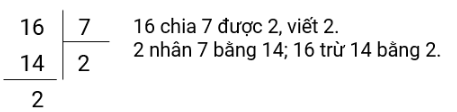 16 7 16 chia 7 được 2, viết 2.
14 2 2 nhân 7 bằng 14; 16 trừ 14 bằng 2.
2